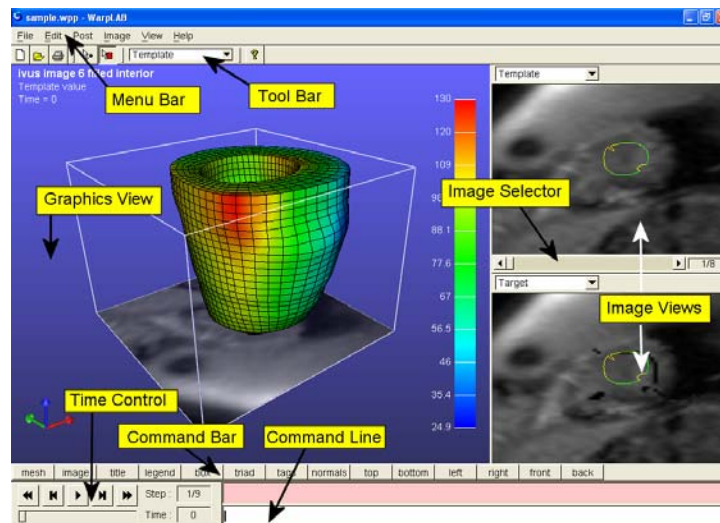 sample.wpp - WarpLAB
File Edit Post Image View Help
Template
ivus image 6 filled interior
Template value
Time = 0
Menu Bar
Tool Bar
Graphics View
130
120
109
88.1
77.6
67
56.5
46
35.4
24.9
Template
Image Selector
1/8
Target
Image Views
Time Control
Command Bar
Command Line
mesh image title legend box triad tags normals top bottom left right front back
Step : 1/9
Time : 0